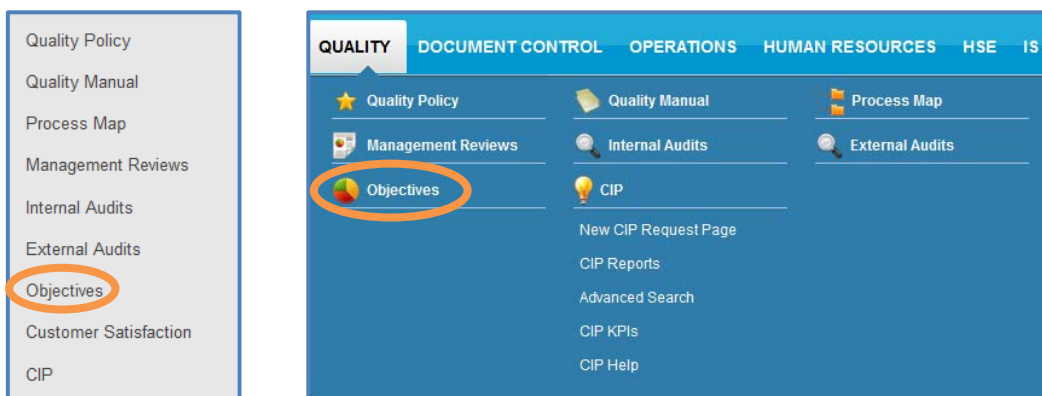 Quality Policy
Quality Manual
Process Map
Management Reviews
Internal Audits
External Audits
Objectives
Customer Satisfaction
CIP
QUALITY DOCUMENT CONTROL OPERATIONS HUMAN RESOURCES HSE IS
Quality Policy Quality Manual Process Map
Management Reviews Internal Audits External Audits
Objectives CIP
New CIP Request Page
CIP Reports
Advanced Search
CIP KPIs
CIP Help